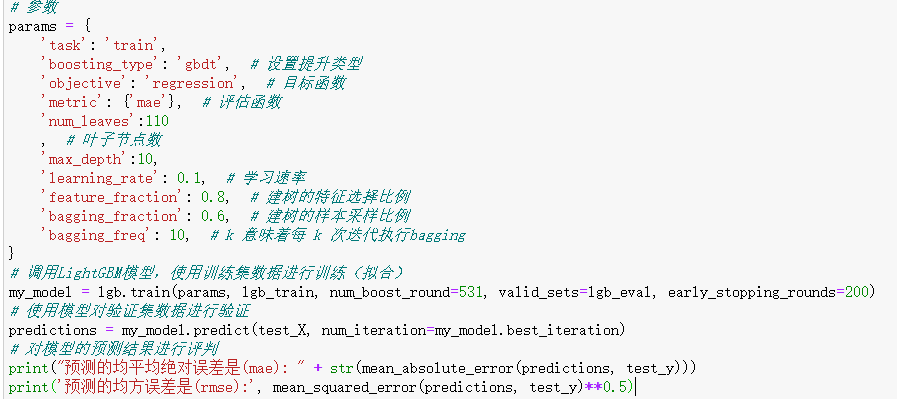 # 参数
params = {
    'task': 'train',
    'boosting_type': 'gbdt',  # 设置提升类型
    'objective': 'regression',  # 目标函数
    'metric': {'mae'},  # 评估函数
    'num_leaves':110
    ,  # 叶子节点数
    'max_depth':10,
    'learning_rate': 0.1,  # 学习速率
    'feature_fraction': 0.8,  # 建树的特征选择比例
    'bagging_fraction': 0.6,  # 建树的样本采样比例
    'bagging_freq': 10,  # k 意味着每 k 次迭代执行bagging
}
# 调用LightGBM模型，使用训练集数据进行训练（拟合）
my_model = lgb.train(params, lgb_train, num_boost_round=531, valid_sets=lgb_eval, early_stopping_rounds=200)
# 使用模型对验证集数据进行验证
predictions = my_model.predict(test_X, num_iteration=my_model.best_iteration)
# 对模型的预测结果进行评判
print("预测的均平均绝对误差是(mae): " + str(mean_absolute_error(predictions, test_y)))
print('预测的均方误差是(rmse):', mean_squared_error(predictions, test_y)**0.5)